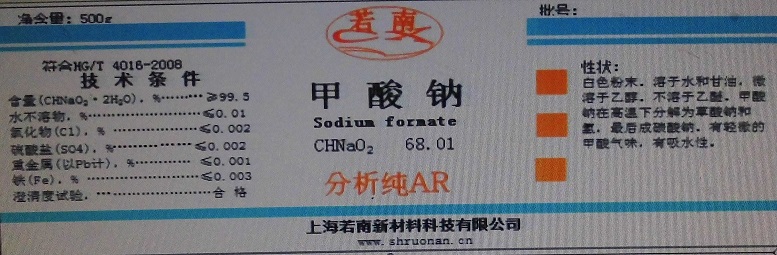 净含量: 500g
符合HG/T 4016-2008
技术条件
含量(CHNaO₂·2H₂O), %………≥99.5
水不溶物, %……………≤0.01
氯化物(Cl), %…………≤0.002
硫酸盐(SO4), %………≤0.002
重金属(以Pb计), %………≤0.001
铁(Fe), % ……………≤0.003
澄清度试验, ………………合格
若南
甲酸钠
Sodium formate
CHNaO₂ 68.01
分析纯AR
批号:
性状:
白色粉末. 溶于水和甘油, 微
溶于乙醇. 不溶于乙醚. 甲酸
钠在高温下分解为草酸钠和
氢, 最后成碳酸钠. 有轻微的
甲酸气味, 有吸水性.
上海若南新材料科技有限公司
www.shruonan.cn